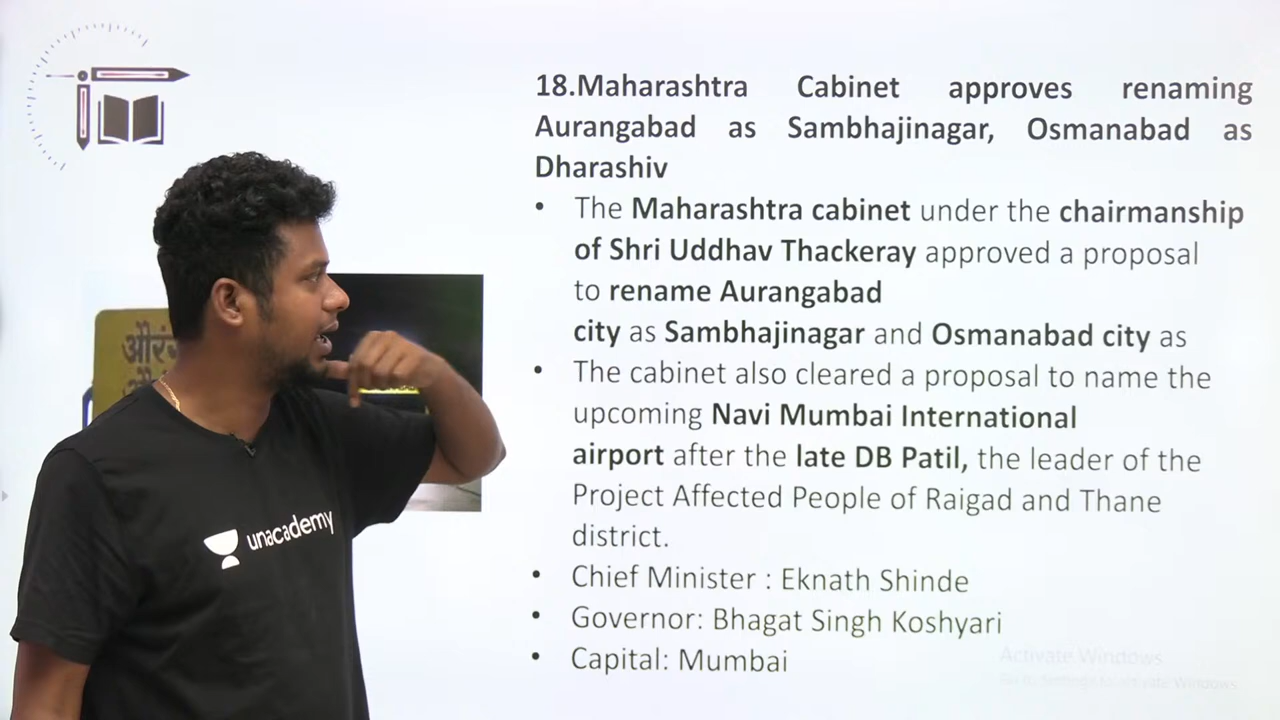 18.Maharashtra Cabinet approves renaming
Aurangabad as Sambhajinagar, Osmanabad as
Dharashiv
• The Maharashtra cabinet under the chairmanship
of Shri Uddhav Thackeray approved a proposal
to rename Aurangabad
city as Sambhajinagar and Osmanabad city as
• The cabinet also cleared a proposal to name the
upcoming Navi Mumbai International
airport after the late DB Patil, the leader of the
Project Affected People of Raigad and Thane
district.
• Chief Minister : Eknath Shinde
• Governor: Bhagat Singh Koshyari
• Capital: Mumbai
unacademy
Activate Windows